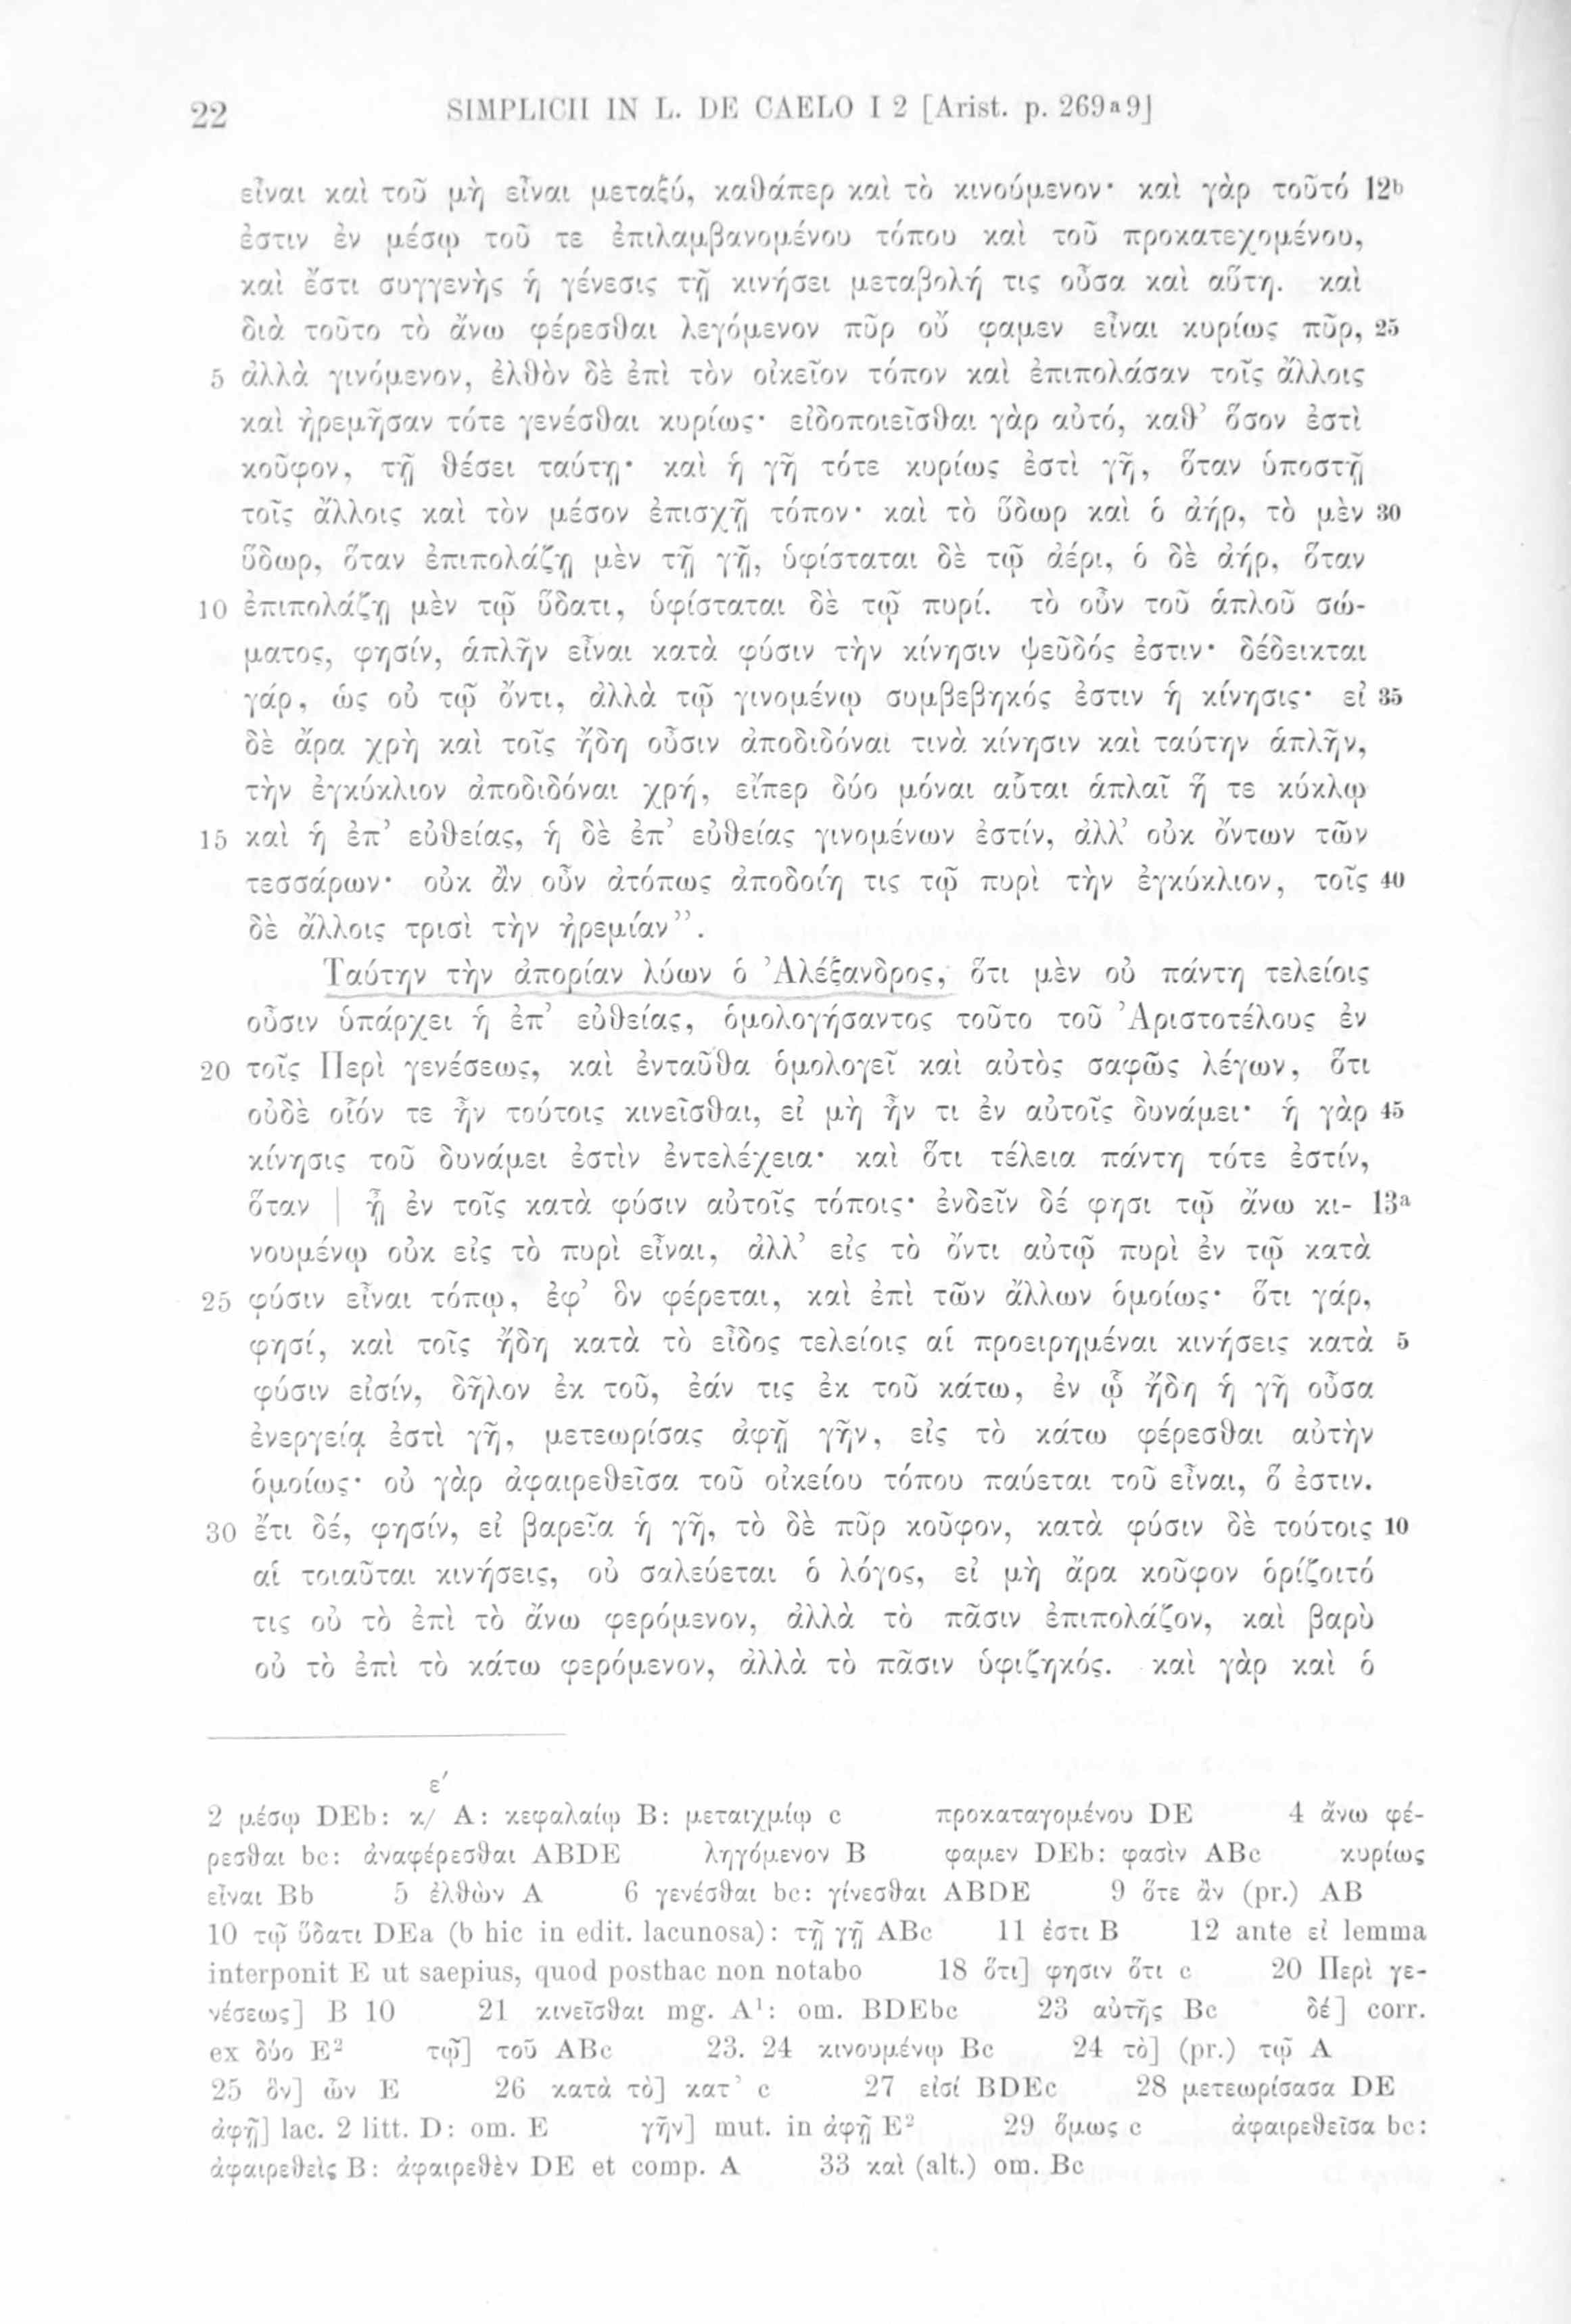 22 SIMPLICII IN L. DE CAELO I 2 [Arist. p. 269ᵃ9]
εἶναι καὶ τοῦ μὴ εἶναι μεταξύ, καθάπερ καὶ τὸ κινούμενον· καὶ γὰρ τοῦτό 12ᵇ
ἐστιν ἐν μέσῳ τοῦ τε ἐπιλαμβανομένου τόπου καὶ τοῦ προκατεχομένου,
καὶ ἔστι συγγενὴς ἡ γένεσις τῇ κινήσει μεταβολή τις οὖσα καὶ αὕτη. καὶ
διὰ τοῦτο τὸ ἄνω φέρεσθαι λεγόμενον πῦρ οὔ φαμεν εἶναι κυρίως πῦρ, 25
5 ἀλλὰ γινόμενον, ἐλθὸν δὲ ἐπὶ τὸν οἰκεῖον τόπον καὶ ἐπιπολάσαν τοῖς ἄλλοις
καὶ ἠρεμῆσαν τότε γενέσθαι κυρίως· εἰδοποιεῖσθαι γὰρ αὐτό, καθ’ ὅσον ἐστὶ
κοῦφον, τῇ θέσει ταύτῃ· καὶ ἡ γῆ τότε κυρίως ἐστὶ γῆ, ὅταν ὑποστῇ
τοῖς ἄλλοις καὶ τὸν μέσον ἐπισχῇ τόπον· καὶ τὸ ὕδωρ καὶ ὁ ἀήρ, τὸ μὲν 30
ὕδωρ, ὅταν ἐπιπολάζῃ μὲν τῇ γῇ, ὑφίσταται δὲ τῷ ἀέρι, ὁ δὲ ἀήρ, ὅταν
10 ἐπιπολάζῃ μὲν τῷ ὕδατι, ὑφίσταται δὲ τῷ πυρί. τὸ οὖν τοῦ ἁπλοῦ σώ-
ματος, φησίν, ἁπλῆν εἶναι κατὰ φύσιν τὴν κίνησιν ψεῦδός ἐστιν· δέδεικται
γάρ, ὡς οὐ τῷ ὄντι, ἀλλὰ τῷ γινομένῳ συμβεβηκός ἐστιν ἡ κίνησις· εἰ 35
δὲ ἄρα χρὴ καὶ τοῖς ἤδη οὖσιν ἀποδιδόναι τινὰ κίνησιν καὶ ταύτην ἁπλῆν,
τὴν ἐγκύκλιον ἀποδιδόναι χρή, εἴπερ δύο μόναι αὗται ἁπλαῖ ἥ τε κύκλῳ
15 καὶ ἡ ἐπ’ εὐθείας, ἡ δὲ ἐπ’ εὐθείας γινομένων ἐστίν, ἀλλ’ οὐκ ὄντων τῶν
τεσσάρων· οὐκ ἂν οὖν ἀτόπως ἀποδοίη τις τῷ πυρὶ τὴν ἐγκύκλιον, τοῖς 40
δὲ ἄλλοις τρισὶ τὴν ἠρεμίαν”.
Ταύτην τὴν ἀπορίαν λύων ὁ Ἀλέξανδρος, ὅτι μὲν οὐ πάντη τελείοις
οὖσιν ὑπάρχει ἡ ἐπ’ εὐθείας, ὁμολογήσαντος τοῦτο τοῦ Ἀριστοτέλους ἐν
20 τοῖς Περὶ γενέσεως, καὶ ἐνταῦθα ὁμολογεῖ καὶ αὐτὸς σαφῶς λέγων, ὅτι
οὐδὲ οἷόν τε ἦν τούτοις κινεῖσθαι, εἰ μὴ ἦν τι ἐν αὐτοῖς δυνάμει· ἡ γὰρ 45
κίνησις τοῦ δυνάμει ἐστὶν ἐντελέχεια· καὶ ὅτι τέλεια πάντη τότε ἐστίν,
ὅταν | ᾖ ἐν τοῖς κατὰ φύσιν αὐτοῖς τόποις· ἐνδεῖν δέ φησι τῷ ἄνω κι- 13ᵃ
νουμένῳ οὐκ εἰς τὸ πυρὶ εἶναι, ἀλλ’ εἰς τὸ ὄντι αὐτῷ πυρὶ ἐν τῷ κατὰ
25 φύσιν εἶναι τόπῳ, ἐφ’ ὃν φέρεται, καὶ ἐπὶ τῶν ἄλλων ὁμοίως· ὅτι γάρ,
φησί, καὶ τοῖς ἤδη κατὰ τὸ εἶδος τελείοις αἱ προειρημέναι κινήσεις κατὰ 5
φύσιν εἰσίν, δῆλον ἐκ τοῦ, ἐάν τις ἐκ τοῦ κάτω, ἐν ᾧ ἤδη ἡ γῆ οὖσα
ἐνεργείᾳ ἐστὶ γῆ, μετεωρίσας ἀφῇ γῆν, εἰς τὸ κάτω φέρεσθαι αὐτὴν
ὁμοίως· οὐ γὰρ ἀφαιρεθεῖσα τοῦ οἰκείου τόπου παύεται τοῦ εἶναι, ὅ ἐστιν.
30 ἔτι δέ, φησίν, εἰ βαρεῖα ἡ γῆ, τὸ δὲ πῦρ κοῦφον, κατὰ φύσιν δὲ τούτοις 10
αἱ τοιαῦται κινήσεις, οὐ σαλεύεται ὁ λόγος, εἰ μὴ ἄρα κοῦφον ὁρίζοιτό
τις οὐ τὸ ἐπὶ τὸ ἄνω φερόμενον, ἀλλὰ τὸ πᾶσιν ἐπιπολάζον, καὶ βαρὺ
οὐ τὸ ἐπὶ τὸ κάτω φερόμενον, ἀλλὰ τὸ πᾶσιν ὑφιζηκός. καὶ γὰρ καὶ ὁ
ε′
2 μέσῳ DEb: κ/ A: κεφαλαίῳ B: μεταιχμίῳ c προκαταγομένου DE 4 ἄνω φέ-
ρεσθαι bc: ἀναφέρεσθαι ABDE ληγόμενον B φαμεν DEb: φασὶν ABc κυρίως
εἶναι Bb 5 ἐλθὼν A 6 γενέσθαι bc: γίνεσθαι ABDE 9 ὅτε ἂν (pr.) AB
10 τῷ ὕδατι DEa (b hic in edit. lacunosa): τῇ γῇ ABc 11 ἐστι B 12 ante εἰ lemma
interponit E ut saepius, quod posthac non notabo 18 ὅτι] φησιν ὅτι c 20 Περὶ γε-
νέσεως] B 10 21 κινεῖσθαι mg. A¹: om. BDEbc 23 αὐτῆς Bc δέ] corr.
ex δύο E² τῷ] τοῦ ABc 23. 24 κινουμένῳ Bc 24 τὸ] (pr.) τῷ A
25 ὃν] ὧν E 26 κατὰ τὸ] κατ’ c 27 εἰσί BDEc 28 μετεωρίσασα DE
ἀφῇ] lac. 2 litt. D: om. E γῆν] mut. in ἀφῇ E² 29 ὅμως c ἀφαιρεθεῖσα bc:
ἀφαιρεθεὶς B: ἀφαιρεθὲν DE et comp. A 33 καὶ (alt.) om. Bc